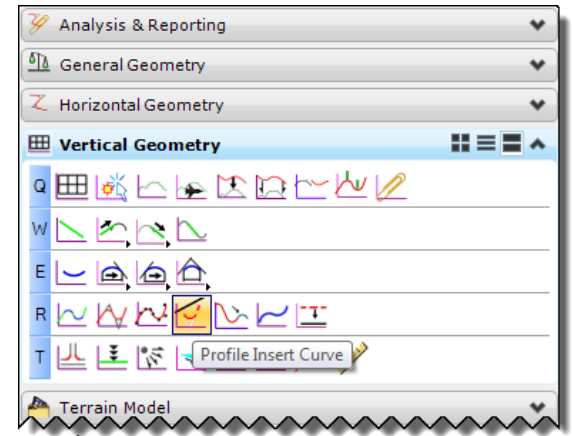 Analysis & Reporting
General Geometry
Horizontal Geometry
Vertical Geometry
Q
W
E
R
T
Profile Insert Curve
Terrain Model